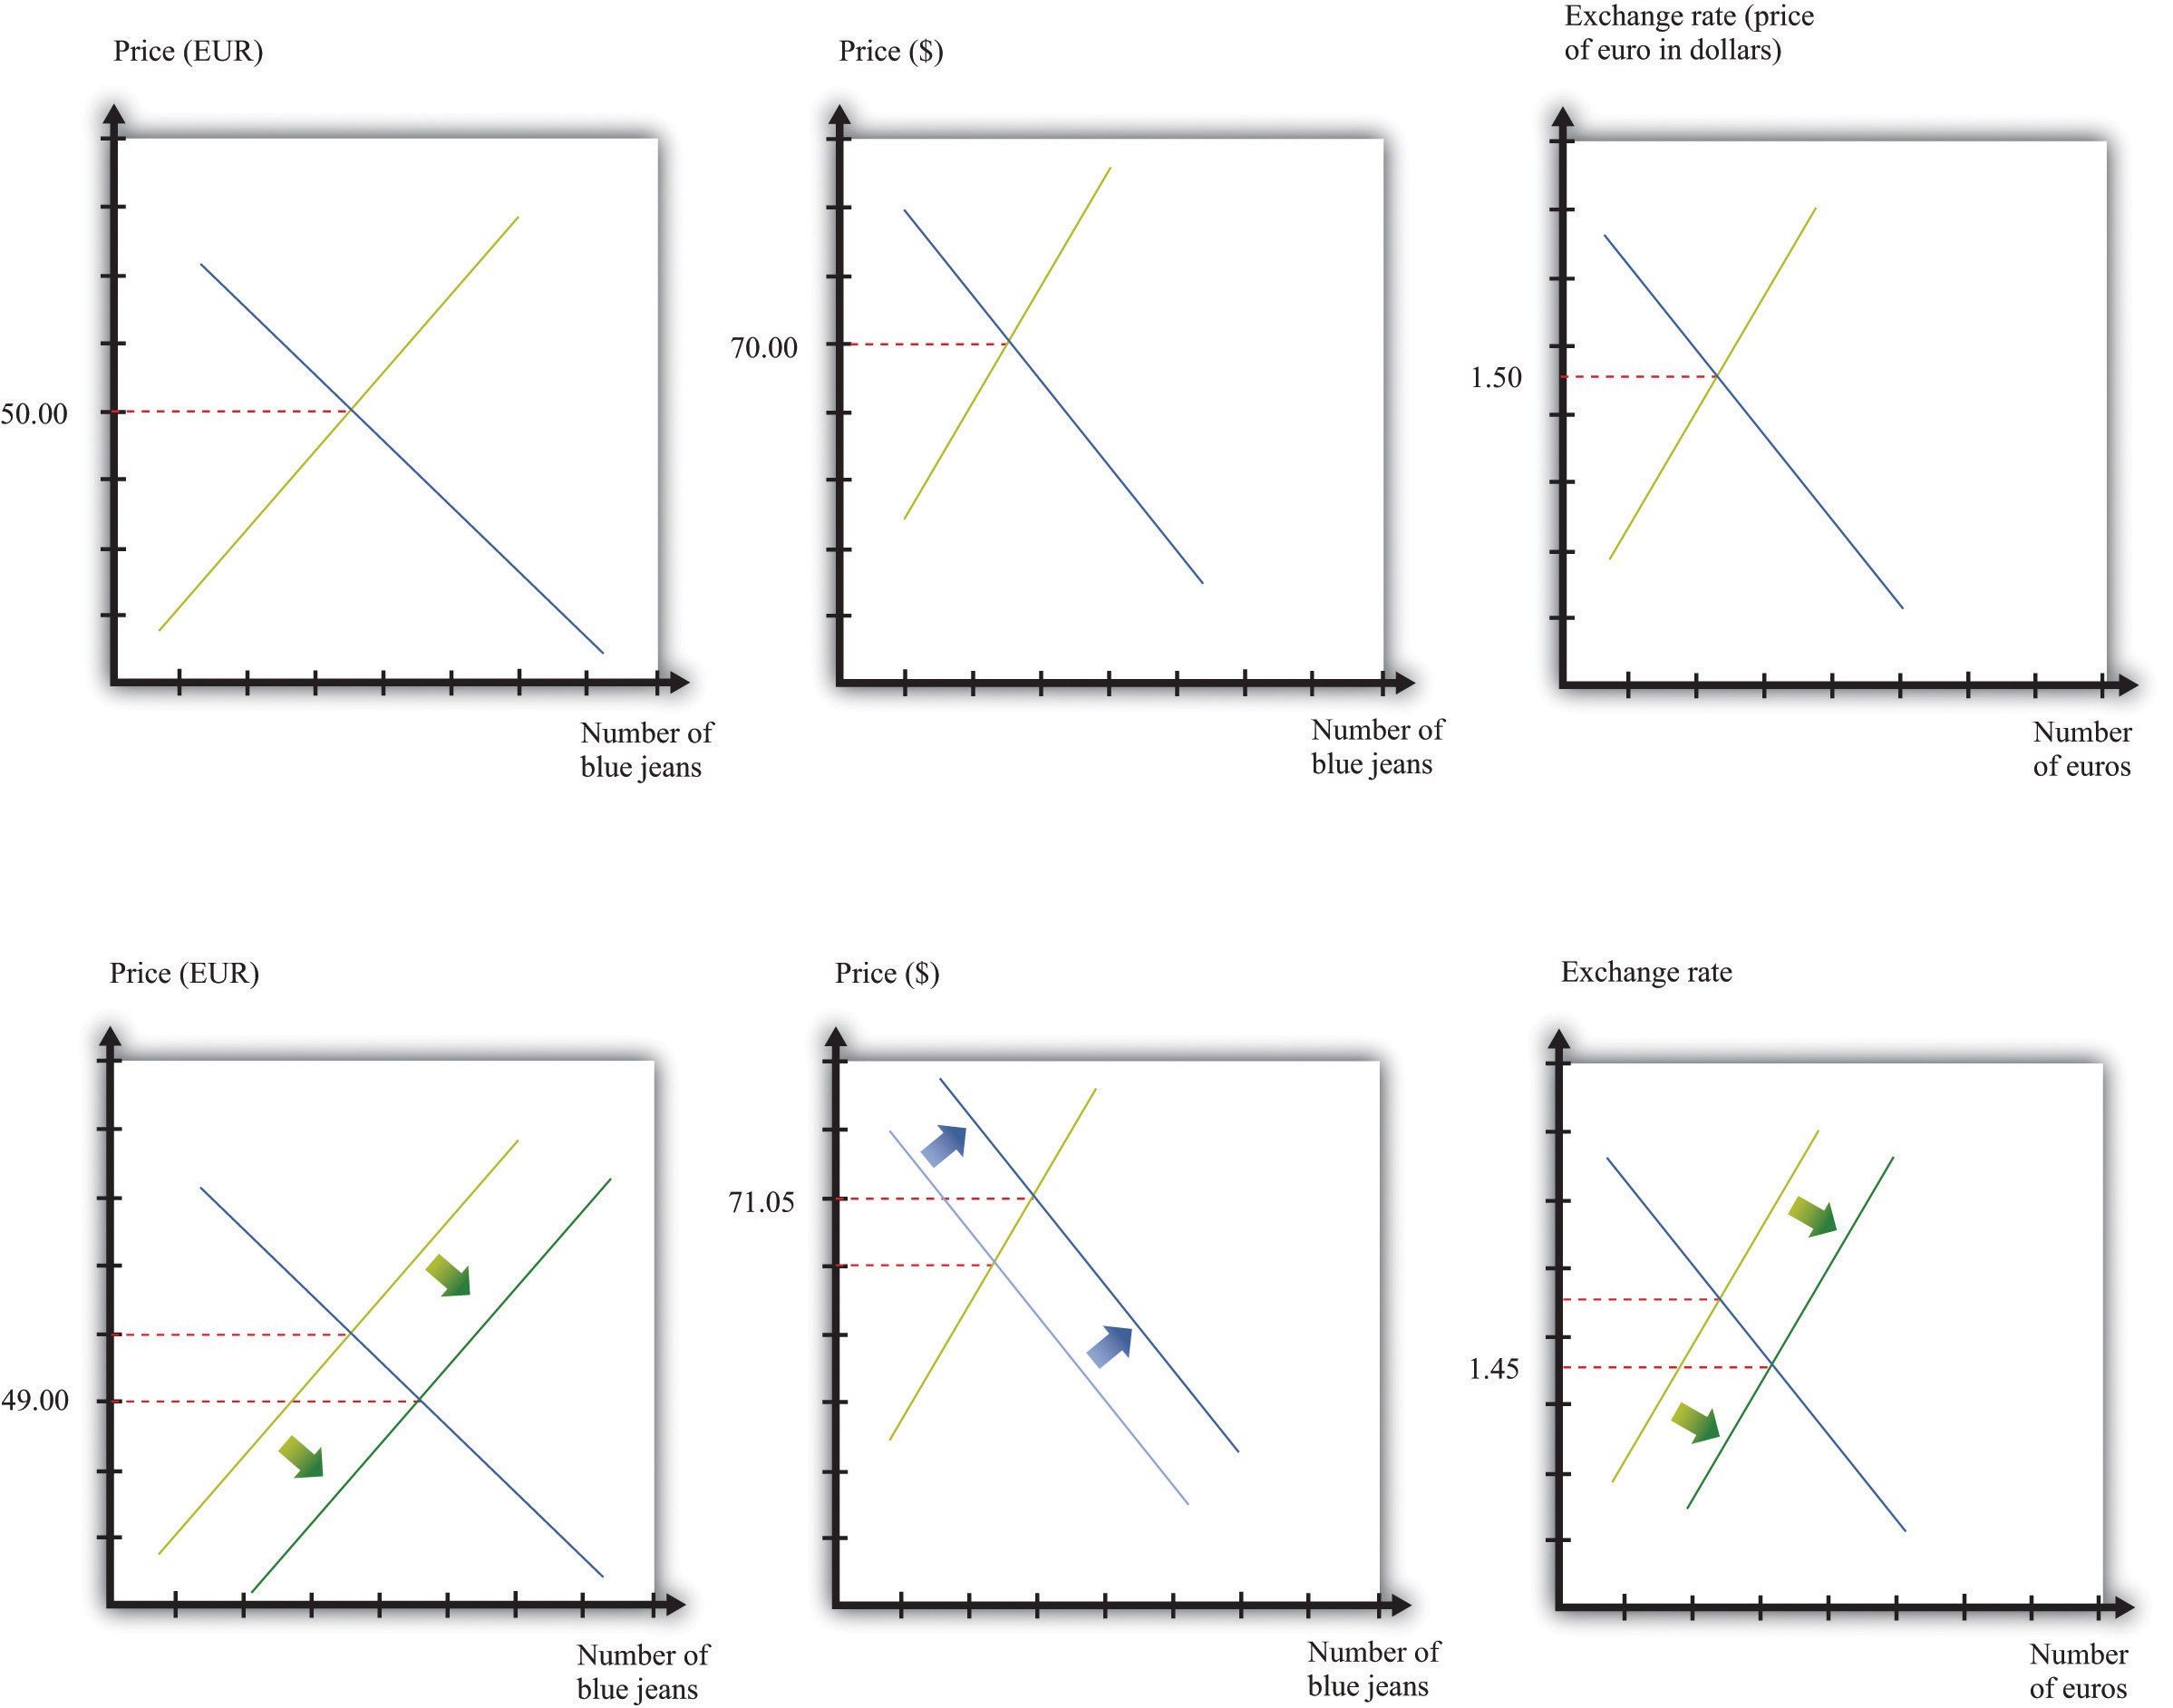 Price (EUR)
50.00
Number of
blue jeans
Price ($)
70.00
Number of
blue jeans
Exchange rate (price
of euro in dollars)
1.50
Number
of euros
Price (EUR)
49.00
Number of
blue jeans
Price ($)
71.05
Number of
blue jeans
Exchange rate
1.45
Number
of euros